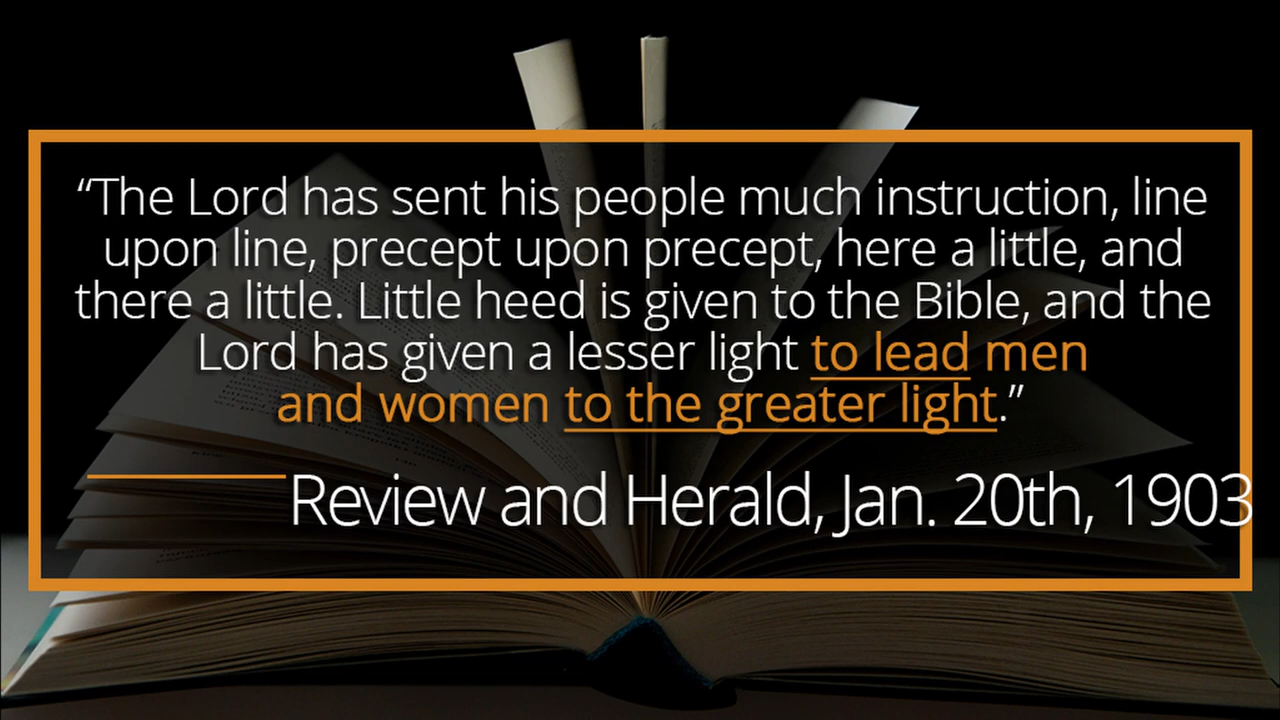 “The Lord has sent his people much instruction, line
upon line, precept upon precept, here a little, and
there a little. Little heed is given to the Bible, and the
Lord has given a lesser light to lead men
and women to the greater light.”
Review and Herald, Jan. 20th, 1903